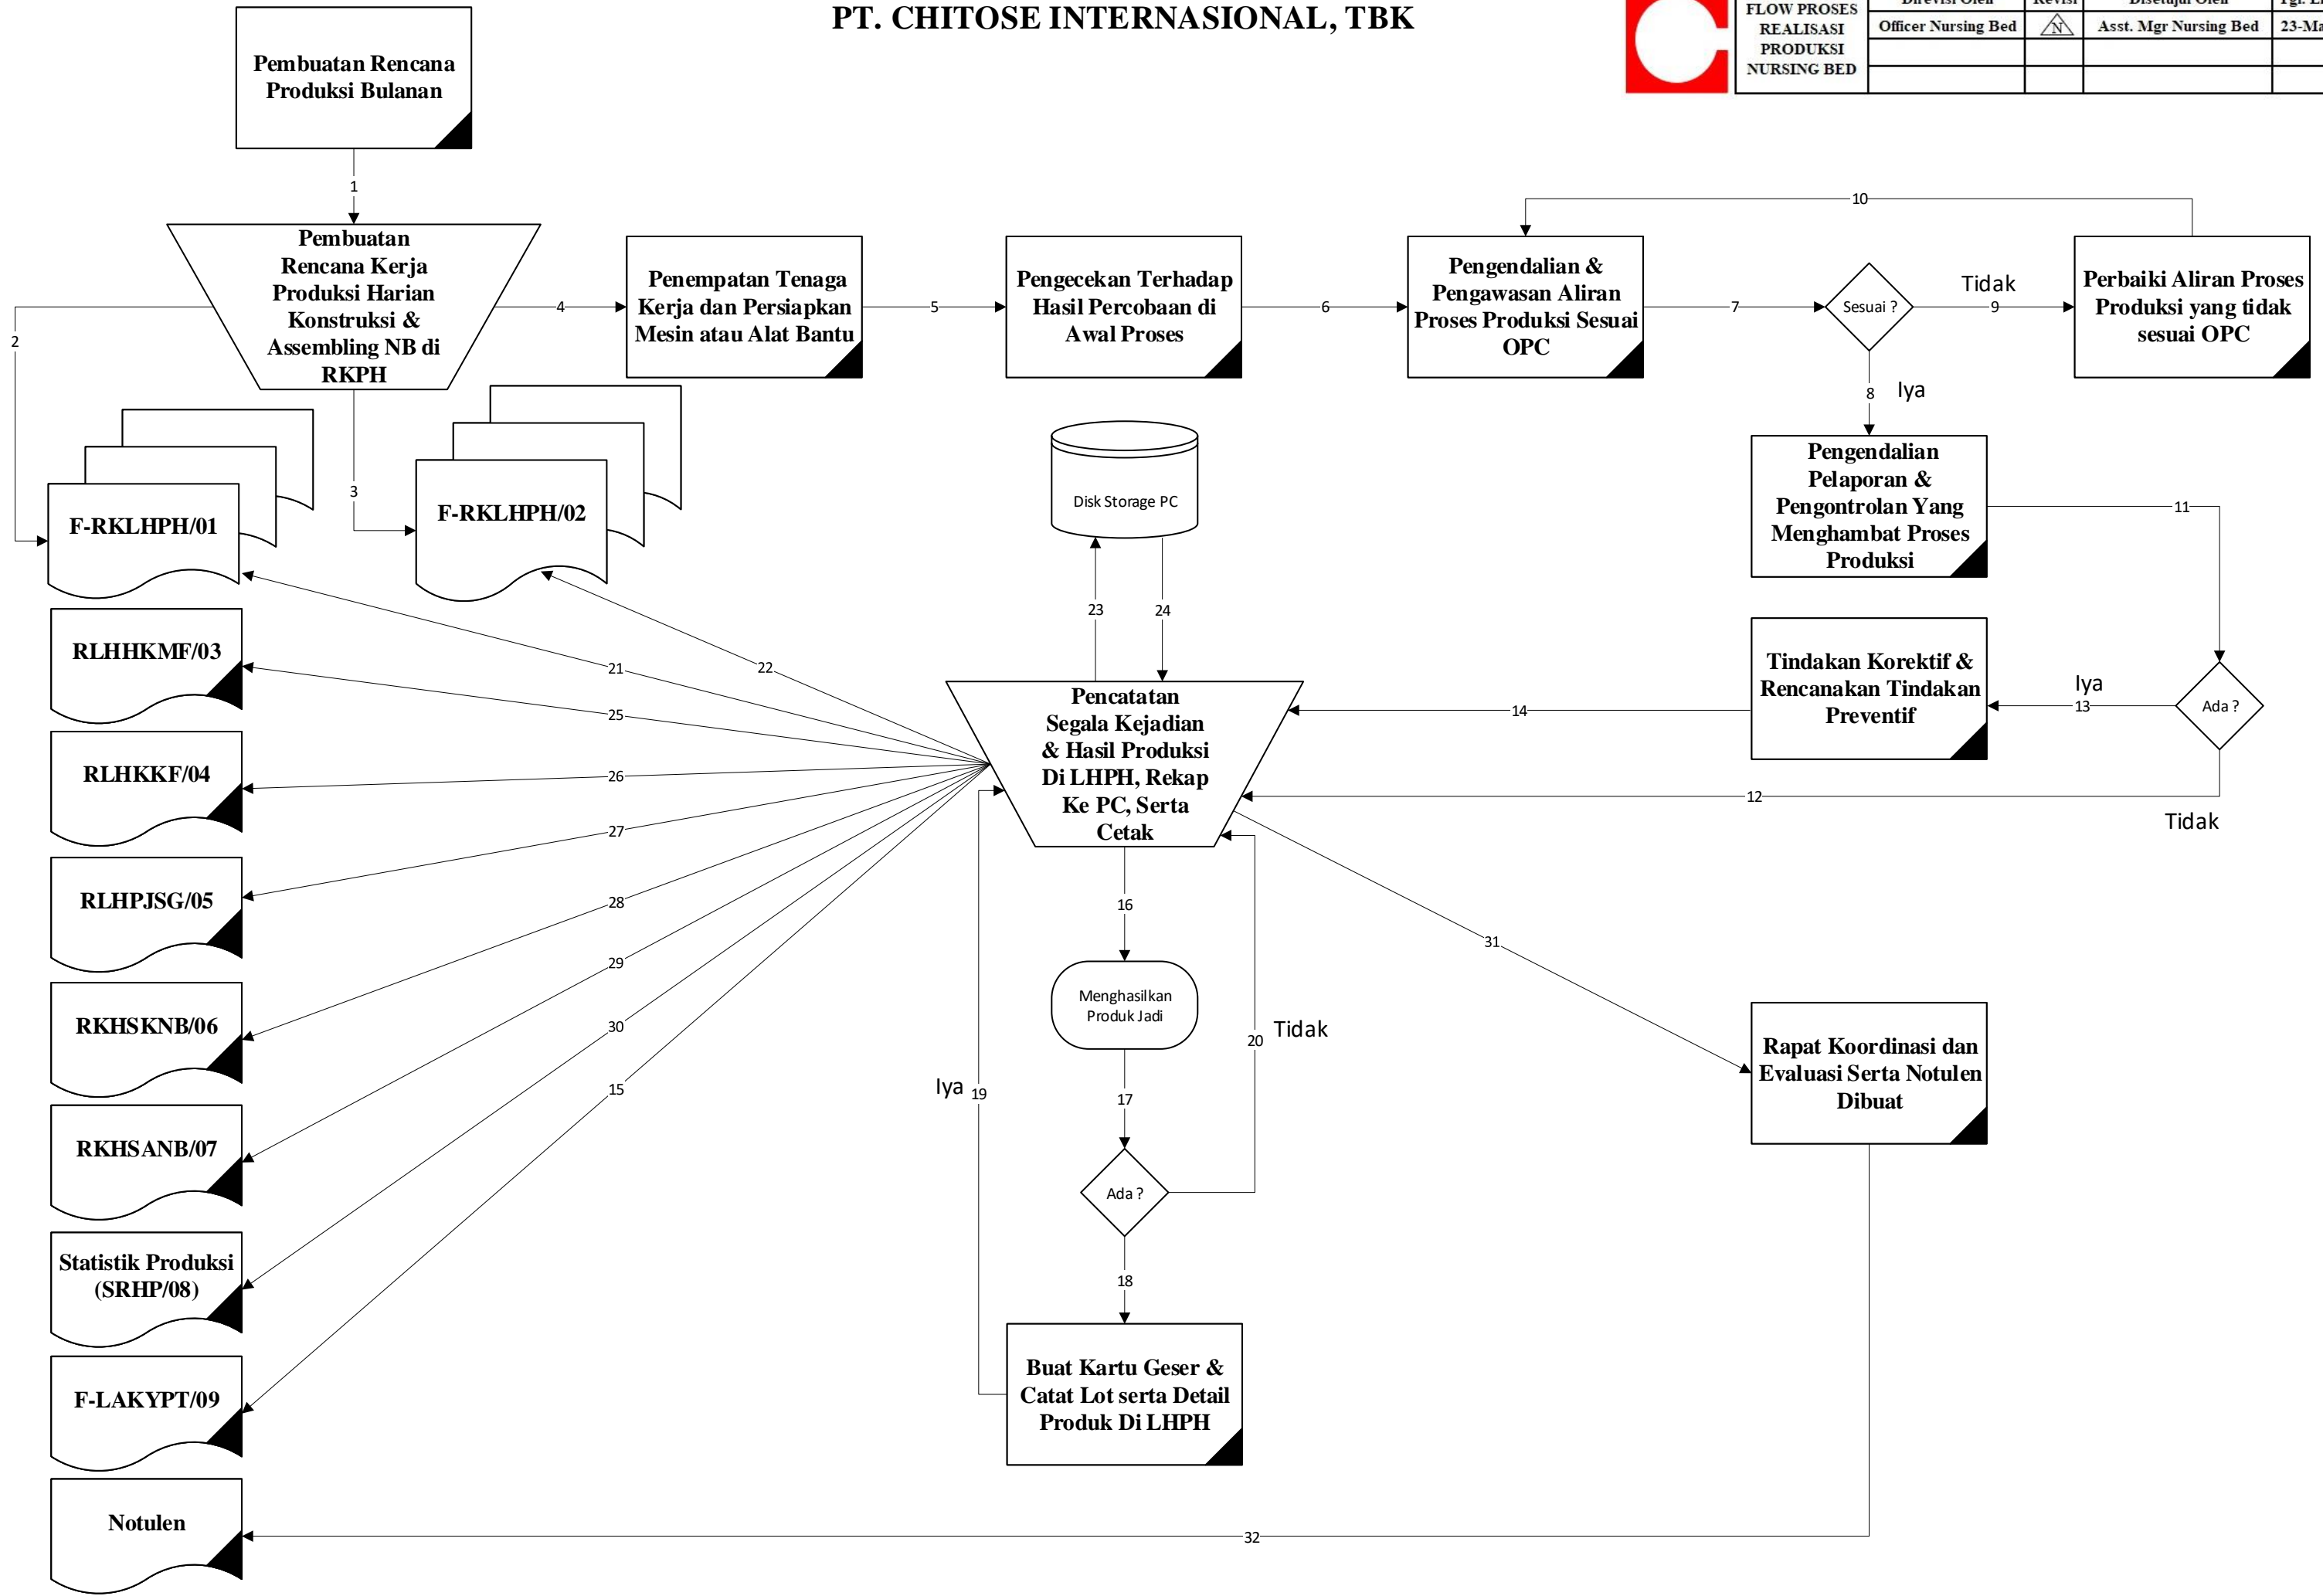 PT. CHITOSE INTERNASIONAL, TBK
FLOW PROSES
REALISASI
PRODUKSI
NURSING BED
Direvisi Oleh
Revisi
Disetujui Oleh
Officer Nursing Bed
N
Asst. Mgr Nursing Bed
Pembuatan Rencana
Produksi Bulanan
1
Pembuatan
Rencana Kerja
Produksi Harian
Konstruksi &
Assembling NB di
RKPH
2
3
4
Penempatan Tenaga
Kerja dan Persiapkan
Mesin atau Alat Bantu
5
Pengecekan Terhadap
Hasil Percobaan di
Awal Proses
6
Pengendalian &
Pengawasan Aliran
Proses Produksi Sesuai
OPC
7
Sesuai ?
Tidak
9
Perbaiki Aliran Proses
Produksi yang tidak
sesuai OPC
10
8
Iya
Pengendalian
Pelaporan &
Pengontrolan Yang
Menghambat Proses
Produksi
11
Ada ?
Iya
13
Tindakan Korektif &
Rencanakan Tindakan
Preventif
14
12
Tidak
F-RKLHPH/01
F-RKLHPH/02
Disk Storage PC
23
24
Pencatatan
Segala Kejadian
& Hasil Produksi
Di LHPH, Rekap
Ke PC, Serta
Cetak
21
22
25
26
27
28
29
30
15
RLHHKMF/03
RLHKKF/04
RLHPJSG/05
RKHSKNB/06
RKHSANB/07
Statistik Produksi
(SRHP/08)
F-LAKYPT/09
Notulen
16
Menghasilkan
Produk Jadi
17
Ada ?
20
Tidak
18
Buat Kartu Geser &
Catat Lot serta Detail
Produk Di LHPH
Iya
19
31
Rapat Koordinasi dan
Evaluasi Serta Notulen
Dibuat
32